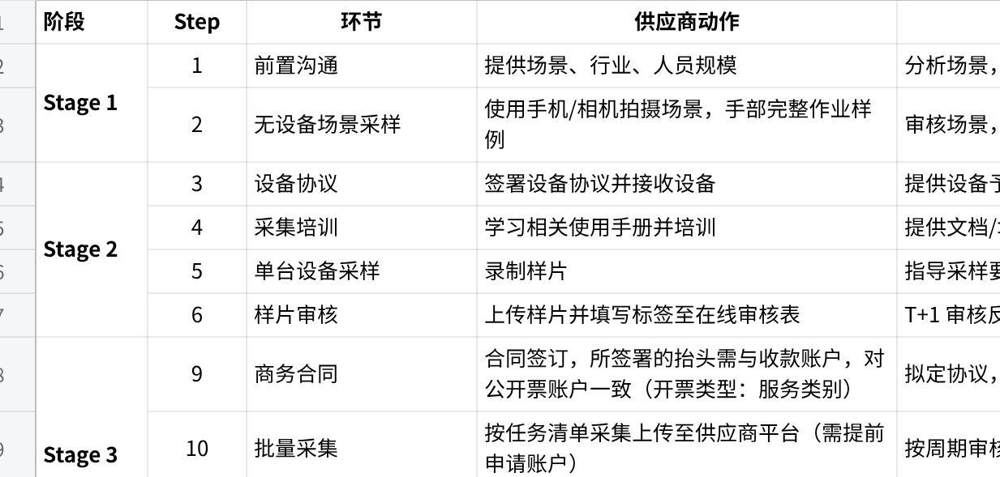 阶段 Step 环节 供应商动作
1 前置沟通 提供场景、行业、人员规模 分析场景，
Stage 1
2 无设备场景采样 使用手机/相机拍摄场景，手部完整作业样
例 审核场景，
3 设备协议 签署设备协议并接收设备 提供设备予
4 采集培训 学习相关使用手册并培训 提供文档/
Stage 2
5 单台设备采样 录制样片 指导采样要
6 样片审核 上传样片并填写标签至在线审核表 T+1 审核反
9 商务合同 合同签订，所签署的抬头需与收款账户，对
公开票账户一致（开票类型：服务类别） 拟定协议，
Stage 3
10 批量采集 按任务清单采集上传至供应商平台（需提前
申请账户） 按周期审核